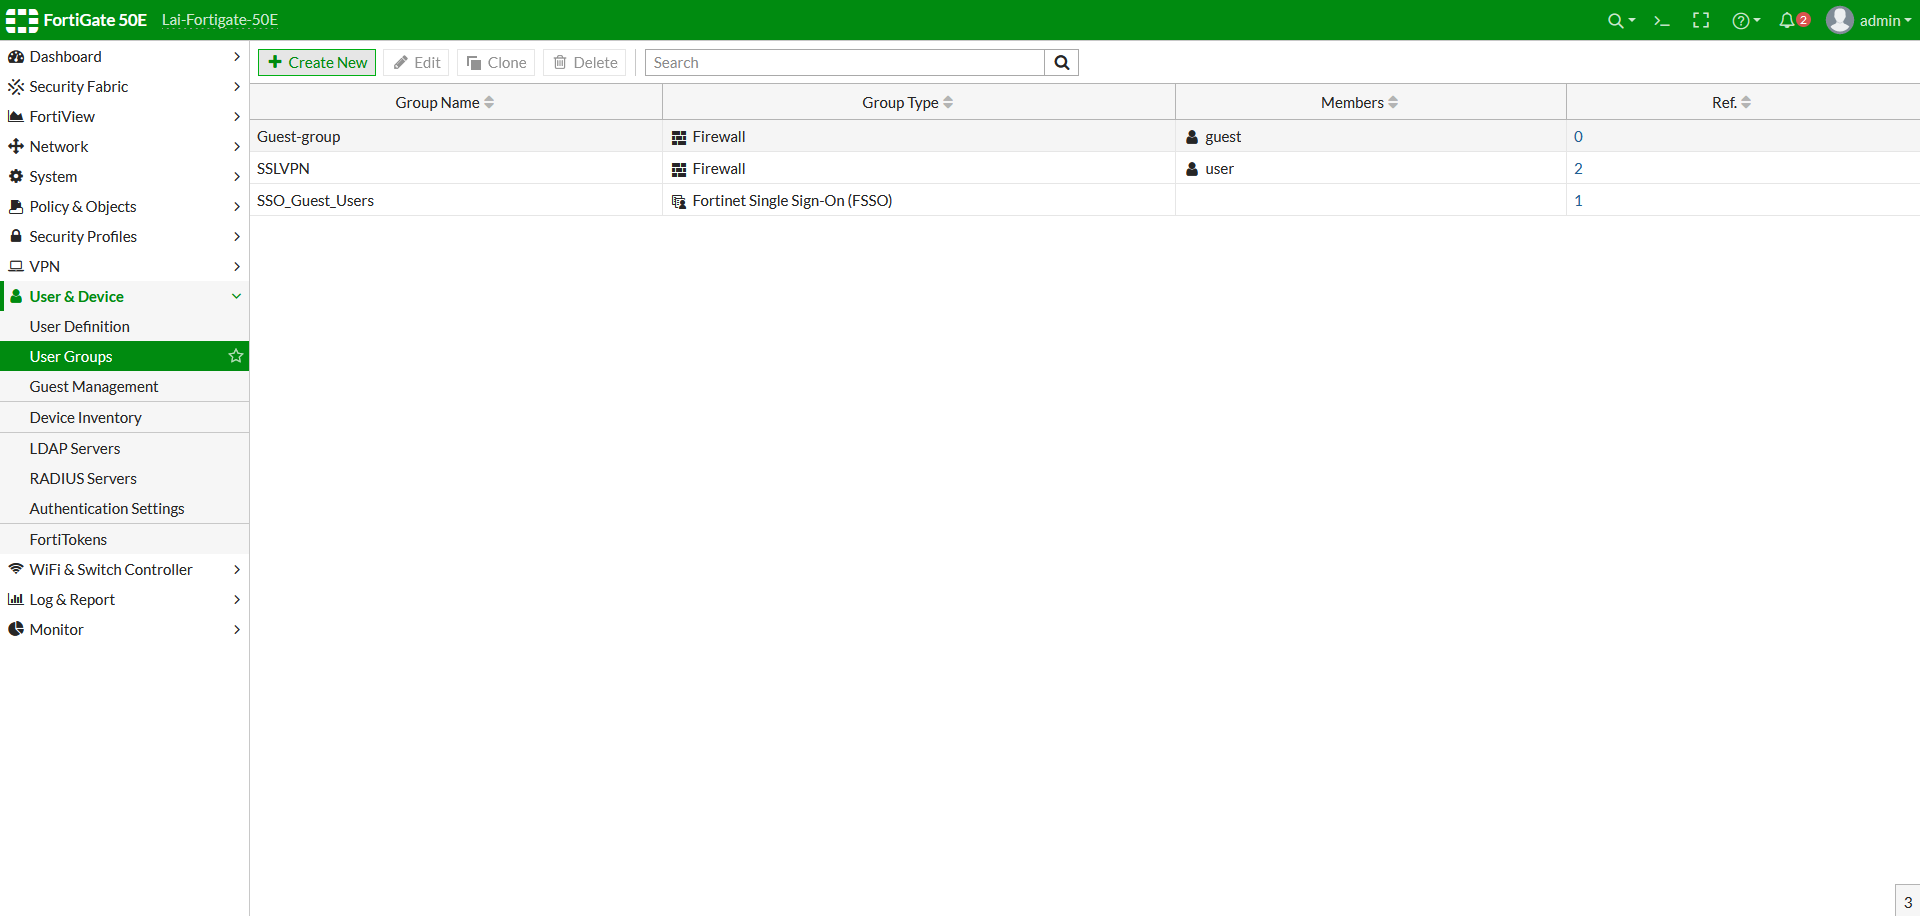 FortiGate 50E Lai-Fortigate-50E 2 admin
Dashboard
Security Fabric
FortiView
Network
System
Policy & Objects
Security Profiles
VPN
User & Device
User Definition
User Groups
Guest Management
Device Inventory
LDAP Servers
RADIUS Servers
Authentication Settings
FortiTokens
WiFi & Switch Controller
Log & Report
Monitor
Create New Edit Clone Delete Search
Group Name Group Type Members Ref.
Guest-group Firewall guest 0
SSLVPN Firewall user 2
SSO_Guest_Users Fortinet Single Sign-On (FSSO) 1
3